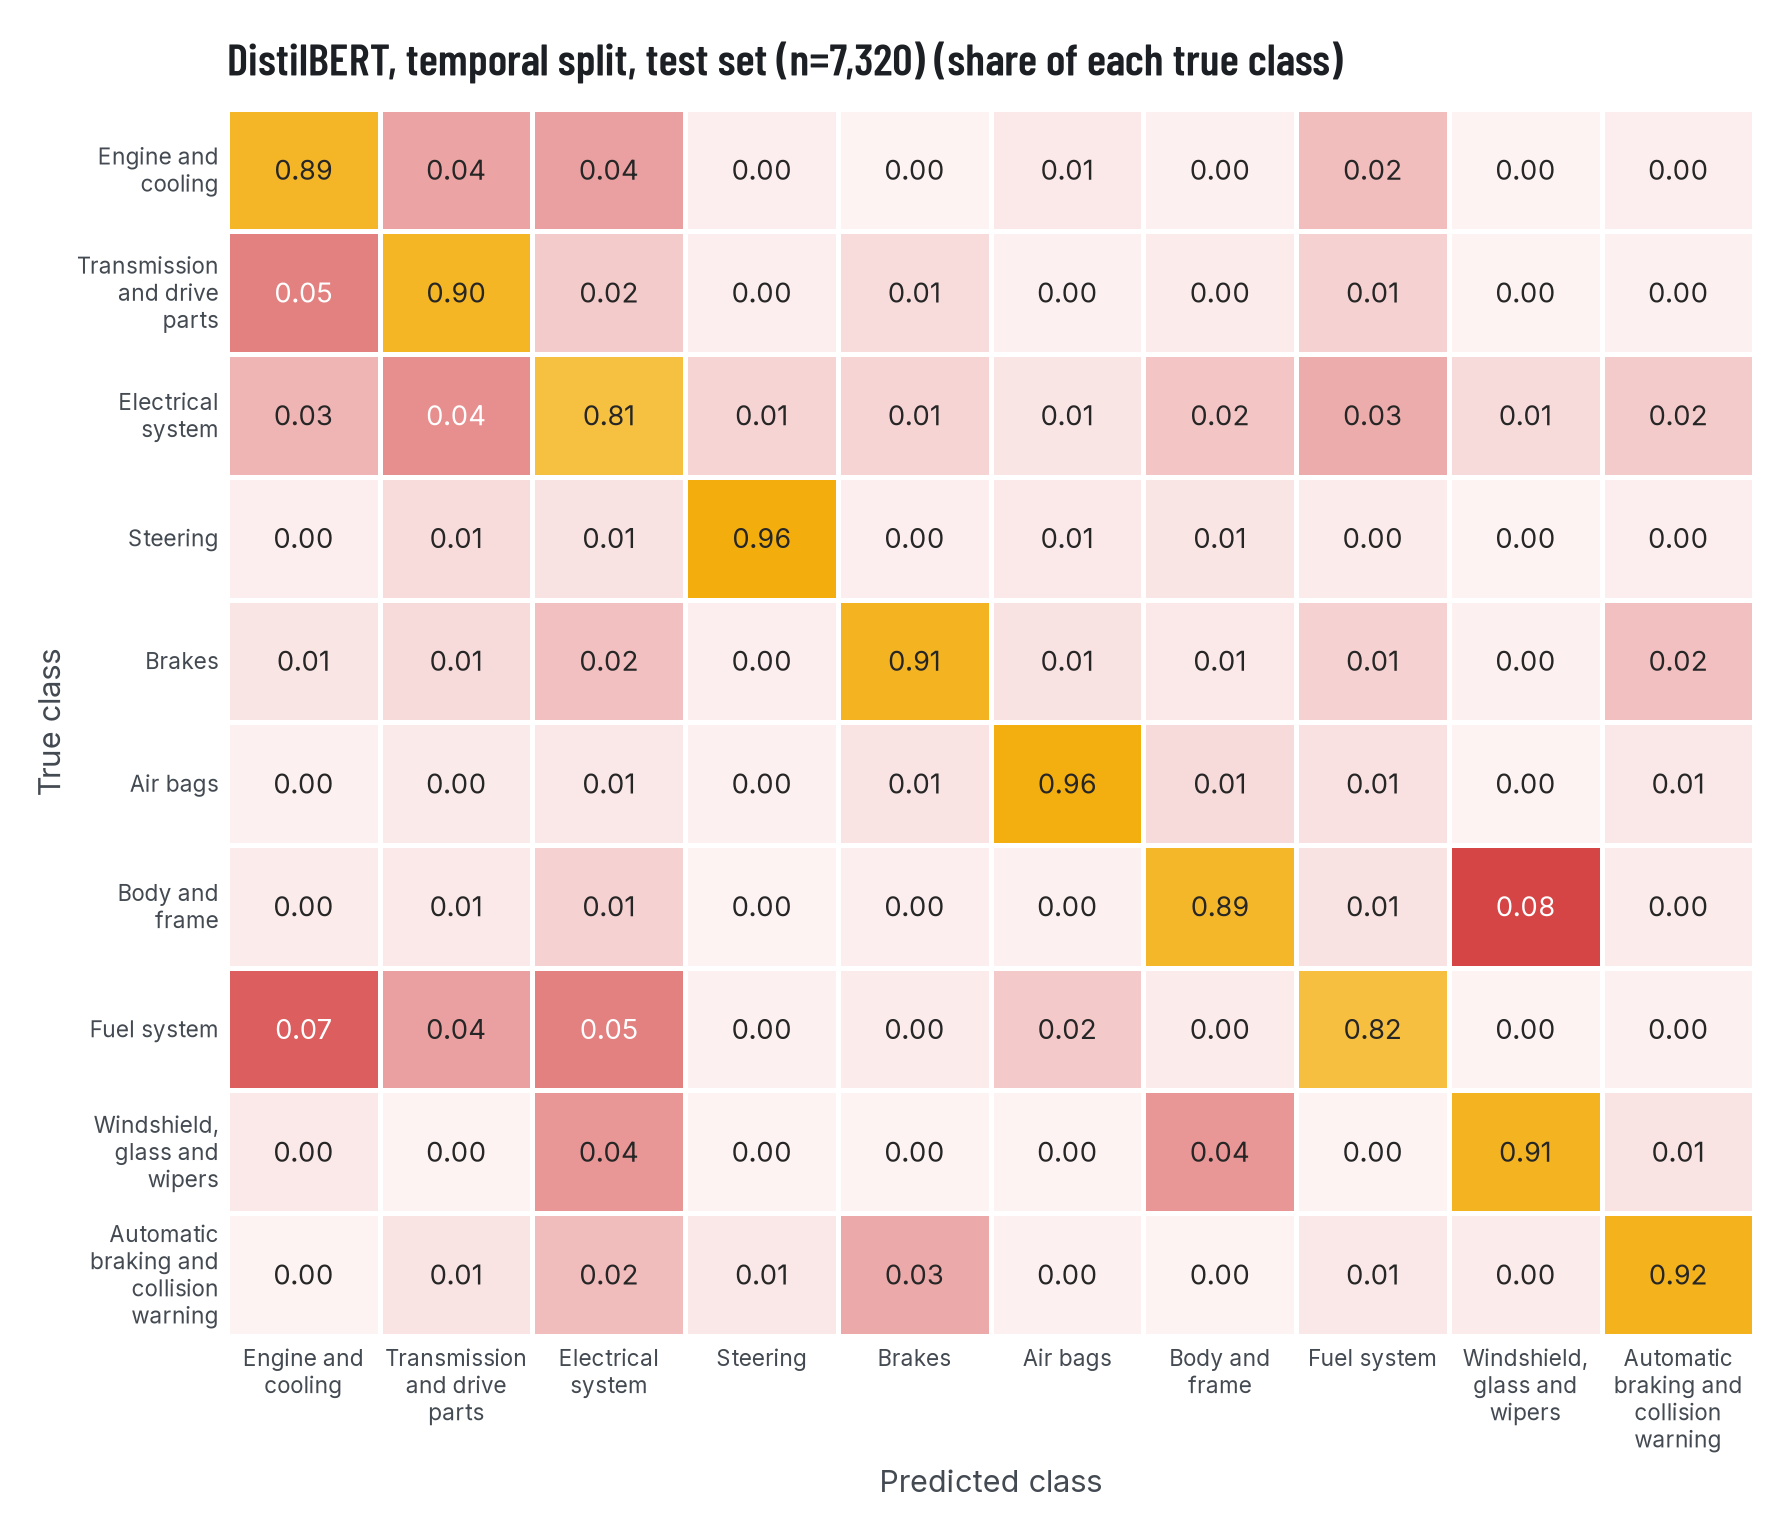 DistilBERT, temporal split, test set (n=7,320) (share of each true class)
Engine and
cooling
0.89 0.04 0.04 0.00 0.00 0.01 0.00 0.02 0.00 0.00
Transmission
and drive
parts
0.05 0.90 0.02 0.00 0.01 0.00 0.00 0.01 0.00 0.00
Electrical
system
0.03 0.04 0.81 0.01 0.01 0.01 0.02 0.03 0.01 0.02
Steering
0.00 0.01 0.01 0.96 0.00 0.01 0.01 0.00 0.00 0.00
Brakes
0.01 0.01 0.02 0.00 0.91 0.01 0.01 0.01 0.00 0.02
Air bags
0.00 0.00 0.01 0.00 0.01 0.96 0.01 0.01 0.00 0.01
Body and
frame
0.00 0.01 0.01 0.00 0.00 0.00 0.89 0.01 0.08 0.00
Fuel system
0.07 0.04 0.05 0.00 0.00 0.02 0.00 0.82 0.00 0.00
Windshield,
glass and
wipers
0.00 0.00 0.04 0.00 0.00 0.00 0.04 0.00 0.91 0.01
Automatic
braking and
collision
warning
0.00 0.01 0.02 0.01 0.03 0.00 0.00 0.01 0.00 0.92
True class
Engine and
cooling
Transmission
and drive
parts
Electrical
system
Steering
Brakes
Air bags
Body and
frame
Fuel system
Windshield,
glass and
wipers
Automatic
braking and
collision
warning
Predicted class